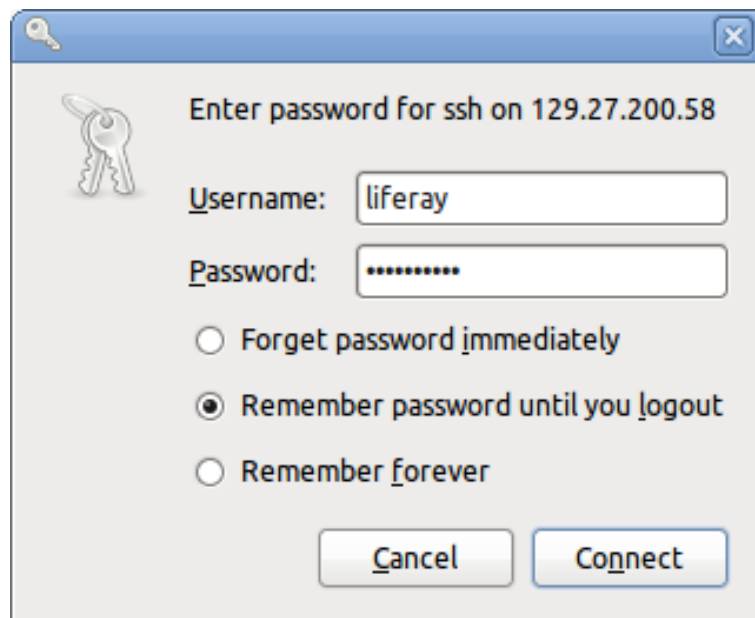 Enter password for ssh on 129.27.200.58
Username: liferay
Password: ••••••••••
Forget password immediately
Remember password until you logout
Remember forever
Cancel Connect